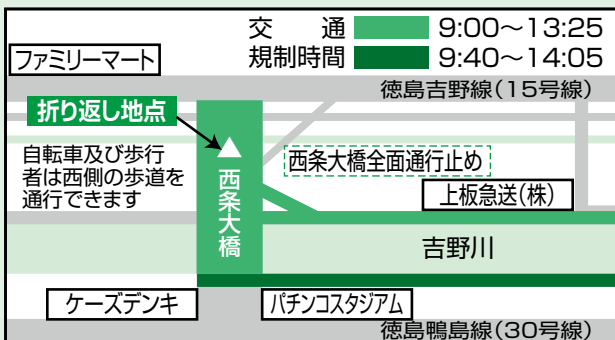 交　通 9:00～13:25
規制時間 9:40～14:05
ファミリーマート
徳島吉野線(15号線)
折り返し地点
自転車及び歩行
者は西側の歩道を
通行できます
西条大橋
西条大橋全面通行止め
上板急送(株)
吉野川
ケーズデンキ
パチンコスタジアム
徳島鴨島線(30号線)